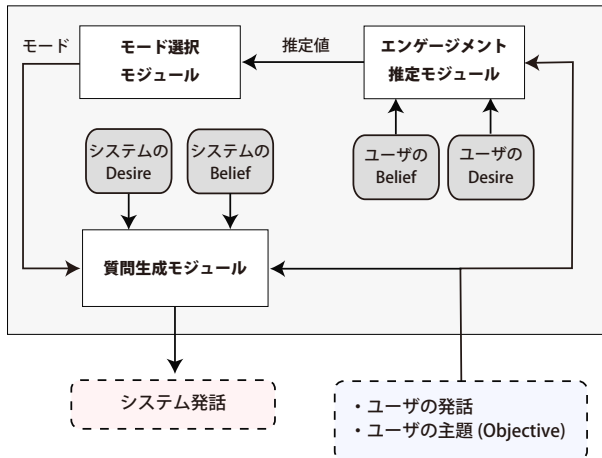 モード
モード選択
モジュール
推定値
エンゲージメント
推定モジュール
システムの
Desire
システムの
Belief
ユーザの
Belief
ユーザの
Desire
質問生成モジュール
システム発話
・ユーザの発話
・ユーザの主題 (Objective)